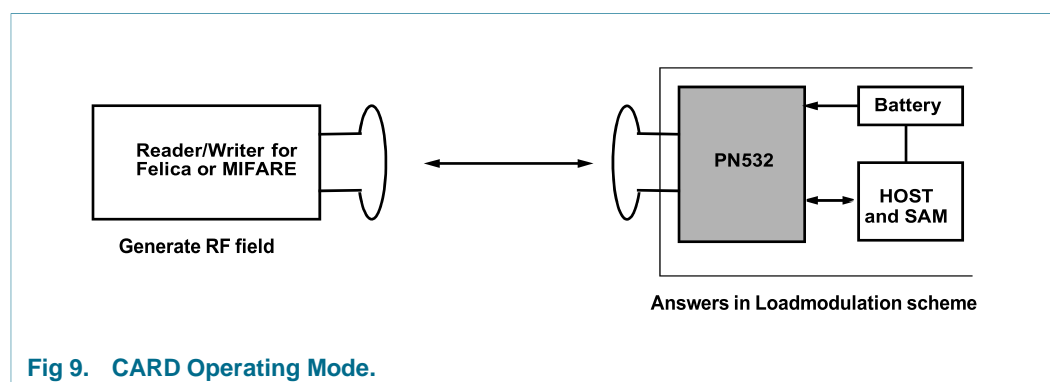 Reader/Writer for
Felica or MIFARE
Generate RF field
PN532
Battery
HOST
and SAM
Answers in Loadmodulation scheme
Fig 9. CARD Operating Mode.